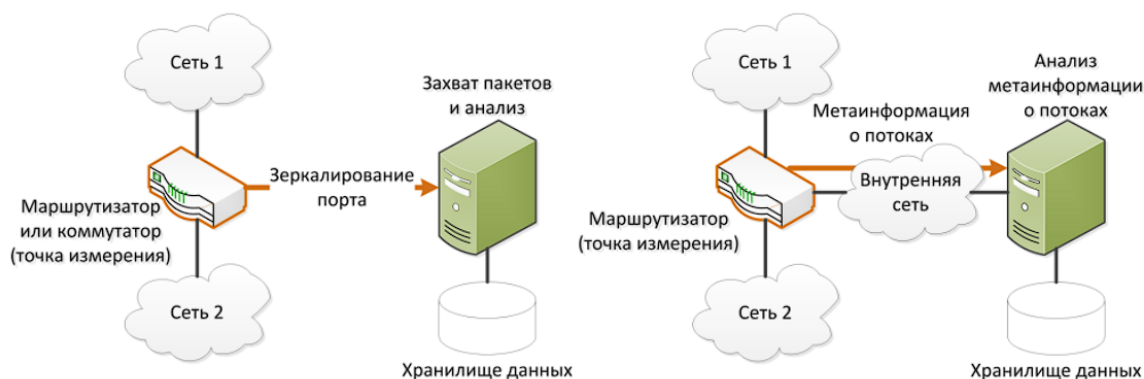 Сеть 1
Захват пакетов
и анализ
Зеркалирование
порта
Маршрутизатор
или коммутатор
(точка измерения)
Сеть 2
Хранилище данных
Сеть 1
Анализ
метаинформации
о потоках
Метаинформация
о потоках
Внутренняя
сеть
Маршрутизатор
(точка измерения)
Сеть 2
Хранилище данных